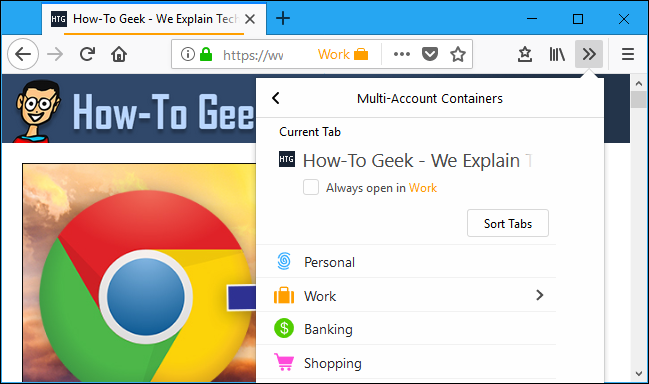 HTG How-To Geek - We Explain Tech
https://ww Work
How-To Gee
Multi-Account Containers
Current Tab
HTG How-To Geek - We Explain T
Always open in Work
Sort Tabs
Personal
Work
$ Banking
Shopping